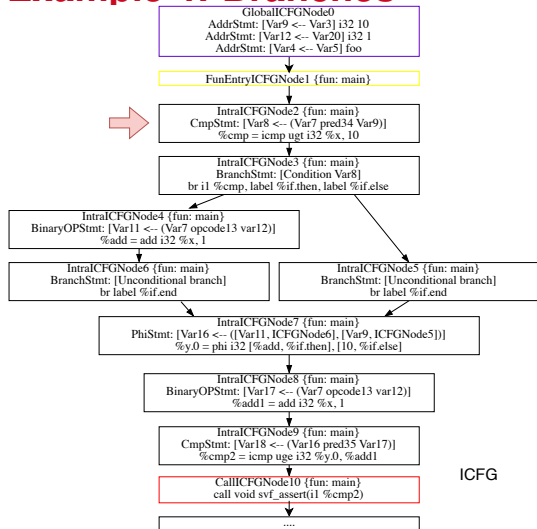 Example 4: Branches
GlobalICFGNode0
AddrStmt: [Var9 <-- Var3] i32 10
AddrStmt: [Var12 <-- Var20] i32 1
AddrStmt: [Var4 <-- Var5] foo
FunEntryICFGNode1 {fun: main}
IntraICFGNode2 {fun: main}
CmpStmt: [Var8 <-- (Var7 pred34 Var9)]
%cmp = icmp ugt i32 %x, 10
IntraICFGNode3 {fun: main}
BranchStmt: [Condition Var8]
br i1 %cmp, label %if.then, label %if.else
IntraICFGNode4 {fun: main}
BinaryOPStmt: [Var11 <-- (Var7 opcode13 var12)]
%add = add i32 %x, 1
IntraICFGNode6 {fun: main}
BranchStmt: [Unconditional branch]
br label %if.end
IntraICFGNode5 {fun: main}
BranchStmt: [Unconditional branch]
br label %if.end
IntraICFGNode7 {fun: main}
PhiStmt: [Var16 <-- ([Var11, ICFGNode6], [Var9, ICFGNode5])]
%y.0 = phi i32 [%add, %if.then], [10, %if.else]
IntraICFGNode8 {fun: main}
BinaryOPStmt: [Var17 <-- (Var7 opcode13 var12)]
%add1 = add i32 %x, 1
IntraICFGNode9 {fun: main}
CmpStmt: [Var18 <-- (Var16 pred35 Var17)]
%cmp2 = icmp uge i32 %y.0, %add1
ICFG
CallICFGNode10 {fun: main}
call void svf_assert(i1 %cmp2)
....